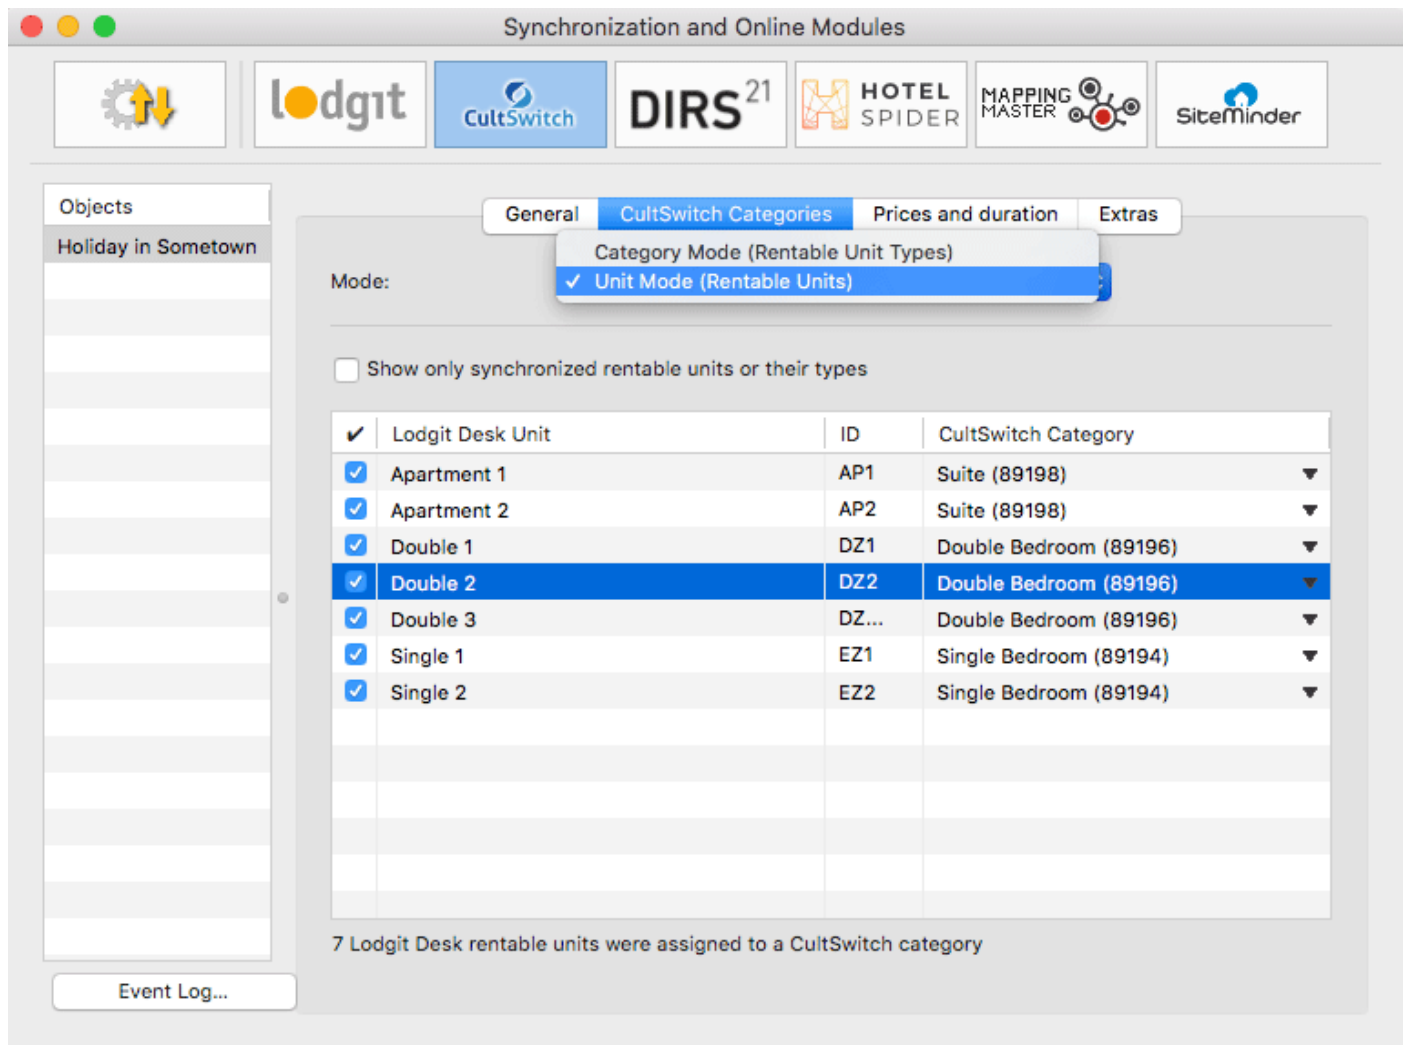 Synchronization and Online Modules
lodgit
CultSwitch
DIRS21
HOTEL
SPIDER
MAPPING
MASTER
SiteMinder
Objects
Holiday in Sometown
General
CultSwitch Categories
Prices and duration
Extras
Category Mode (Rentable Unit Types)
Mode:
✓ Unit Mode (Rentable Units)
Show only synchronized rentable units or their types
✔ Lodgit Desk Unit ID CultSwitch Category
Apartment 1 AP1 Suite (89198)
Apartment 2 AP2 Suite (89198)
Double 1 DZ1 Double Bedroom (89196)
Double 2 DZ2 Double Bedroom (89196)
Double 3 DZ... Double Bedroom (89196)
Single 1 EZ1 Single Bedroom (89194)
Single 2 EZ2 Single Bedroom (89194)
7 Lodgit Desk rentable units were assigned to a CultSwitch category
Event Log...